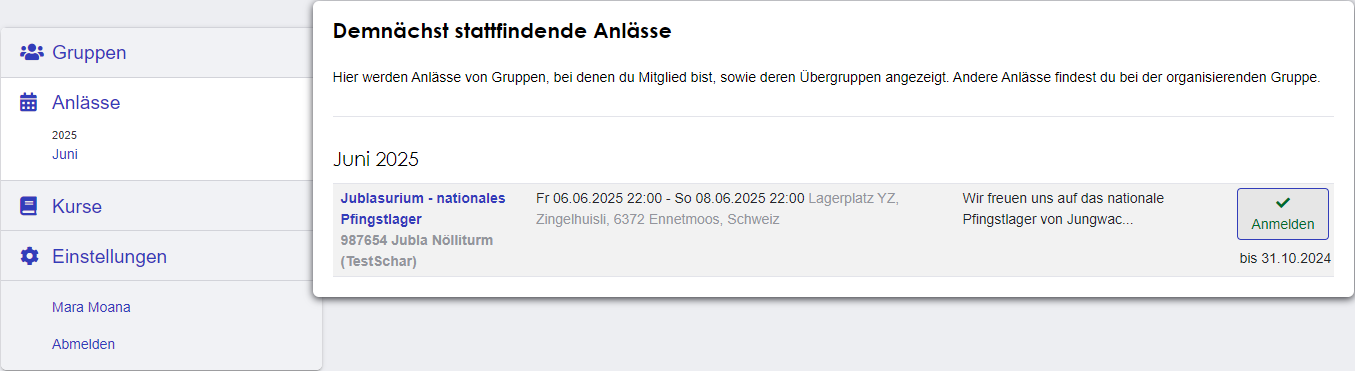 Gruppen
Anlässe
2025
Juni
Kurse
Einstellungen
Mara Moana
Abmelden
Demnächst stattfindende Anlässe
Hier werden Anlässe von Gruppen, bei denen du Mitglied bist, sowie deren Übergruppen angezeigt. Andere Anlässe findest du bei der organisierenden Gruppe.
Juni 2025
Jublasurium - nationales
Pfingstlager
987654 Jubla Nölliturm
(TestSchar)
Fr 06.06.2025 22:00 - So 08.06.2025 22:00 Lagerplatz YZ,
Zingelhuisli, 6372 Ennetmoos, Schweiz
Wir freuen uns auf das nationale
Pfingstlager von Jungwac...
Anmelden
bis 31.10.2024